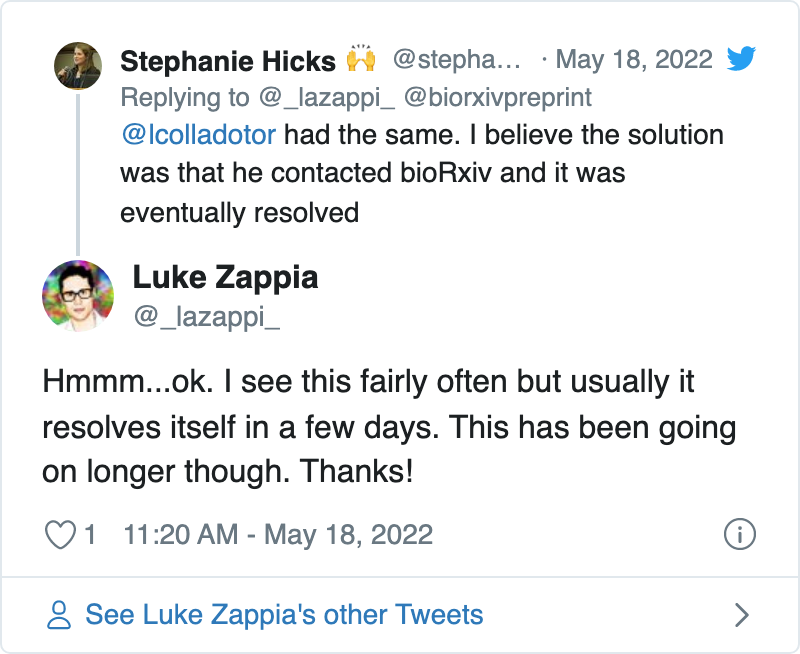 Stephanie Hicks 🙌 @stepha... · May 18, 2022
Replying to @_lazappi_ @biorxivpreprint
@lcolladotor had the same. I believe the solution
was that he contacted bioRxiv and it was
eventually resolved
Luke Zappia
@_lazappi_
Hmmm...ok. I see this fairly often but usually it
resolves itself in a few days. This has been going
on longer though. Thanks!
1 11:20 AM - May 18, 2022
See Luke Zappia's other Tweets